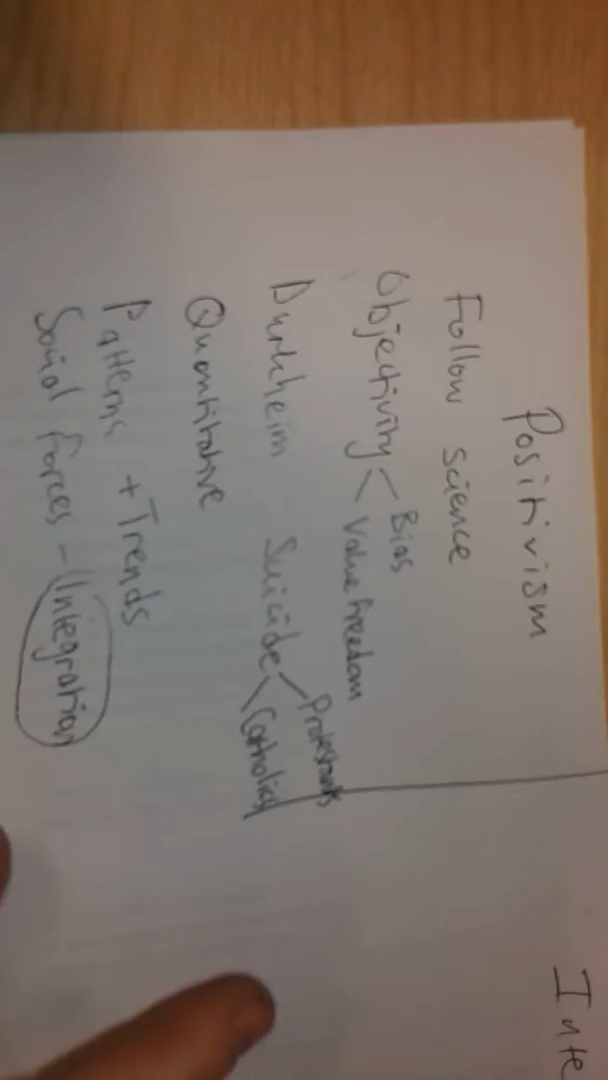 Positivism
Follow Science
Objectivity < Bias
Value Freedom
Durkheim Suicide < Protestants
Catholics
Quantitative
Patterns + Trends
Social Forces - Integration
Inte